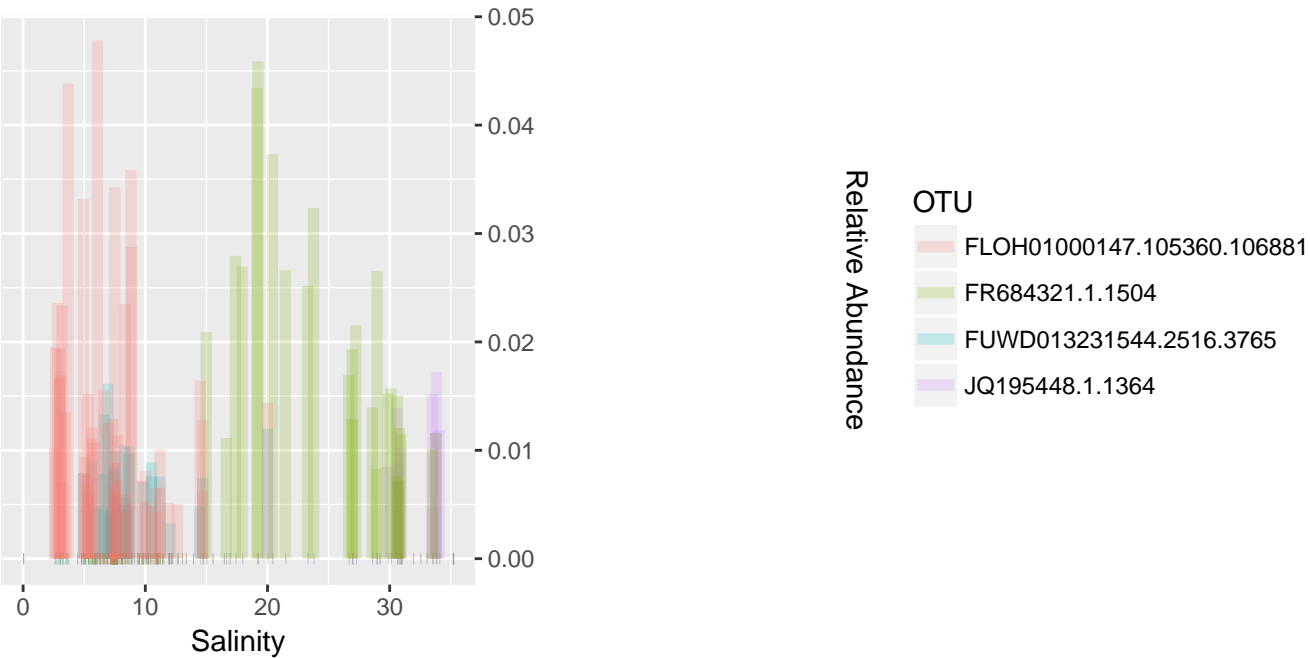 0.05
0.04
0.03
0.02
0.01
0.00
0 10 20 30
Salinity
Relative Abundance
OTU
FLOH01000147.105360.106881
FR684321.1.1504
FUWD013231544.2516.3765
JQ195448.1.1364